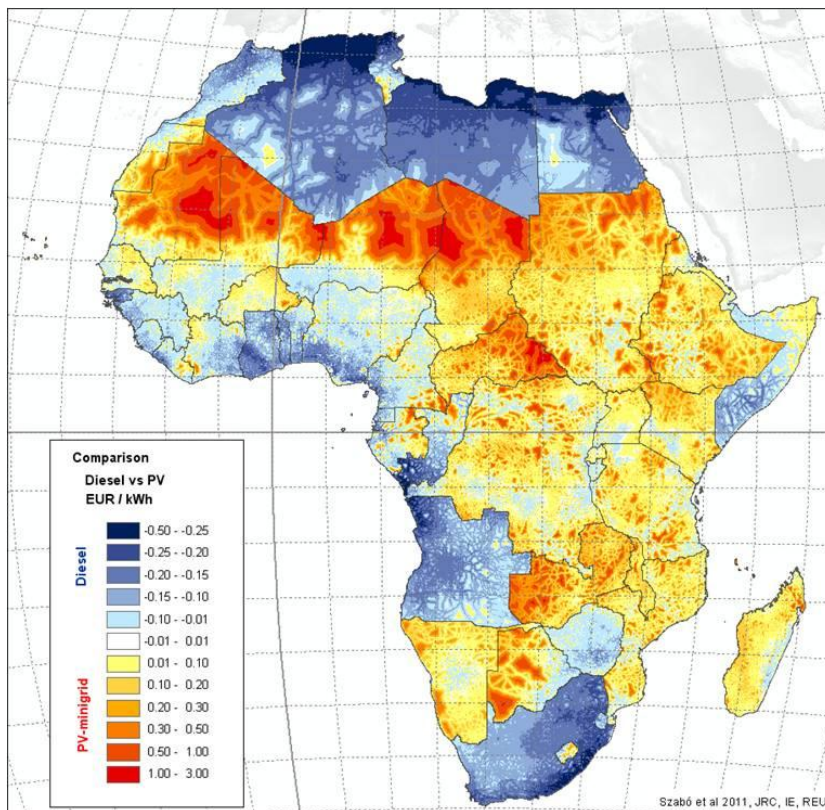 Comparison
Diesel vs PV
EUR / kWh
Diesel
-0.50 - -0.25
-0.25 - -0.20
-0.20 - -0.15
-0.15 - -0.10
-0.10 - -0.01
-0.01 - 0.01
0.01 - 0.10
0.10 - 0.20
0.20 - 0.30
0.30 - 0.50
0.50 - 1.00
1.00 - 3.00
PV-minigrid
Szabó et al 2011, JRC, IE, REU